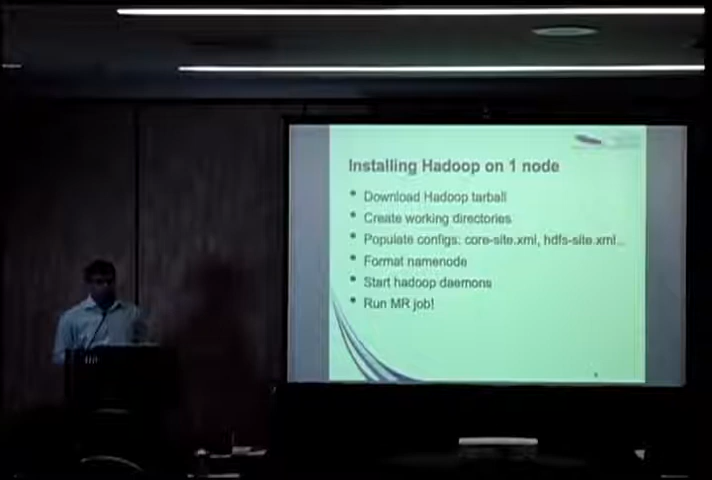 Installing Hadoop on 1 node
• Download Hadoop tarball
• Create working directories
• Populate configs: core-site.xml, hdfs-site.xml...
• Format namenode
• Start hadoop daemons
• Run MR job!